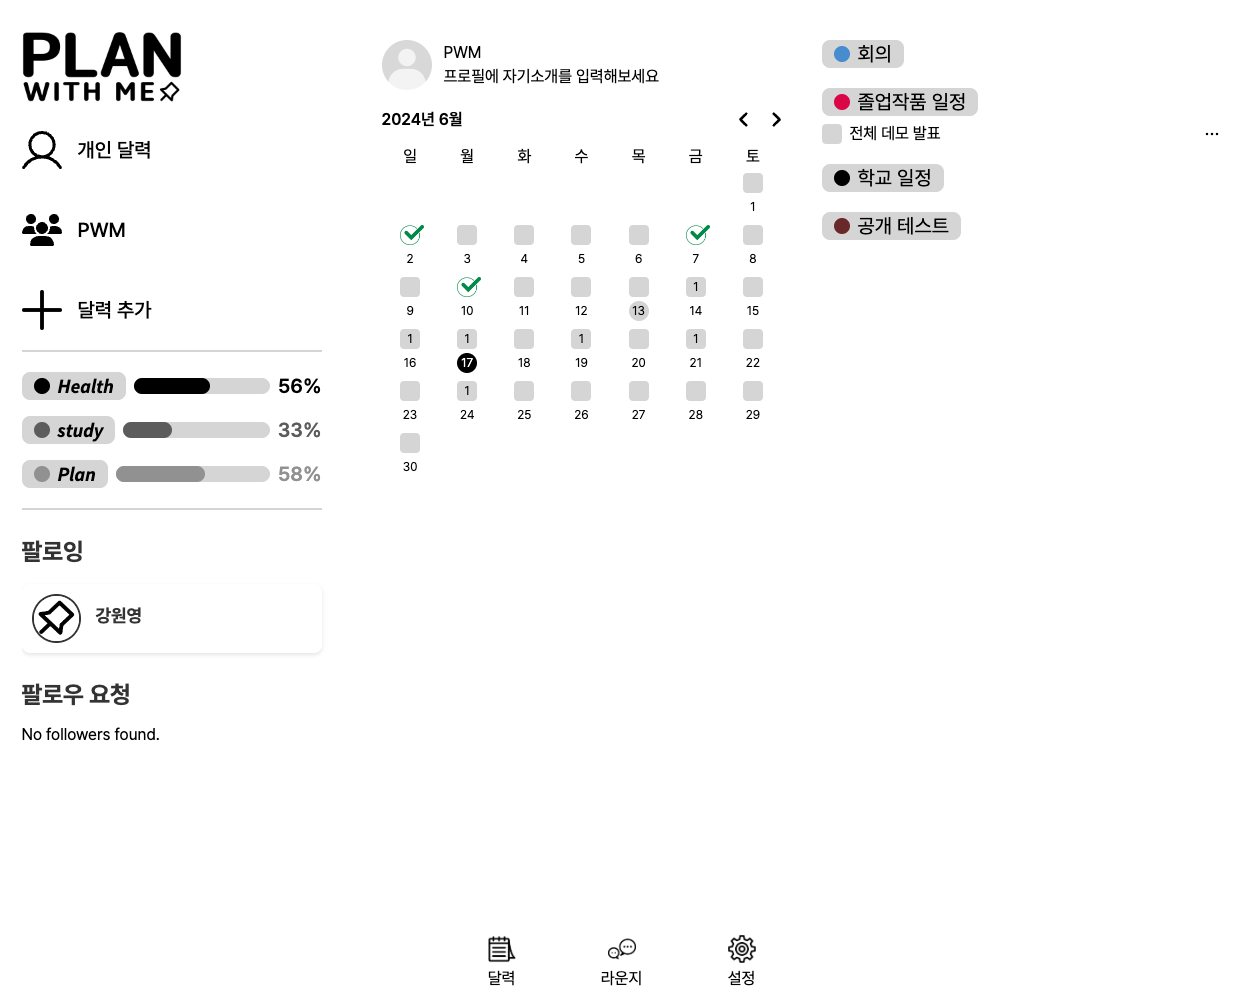 PLAN
WITH ME
개인 달력
PWM
달력 추가
Health 56%
study 33%
Plan 58%
팔로잉
강원영
팔로우 요청
No followers found.
PWM
프로필에 자기소개를 입력해보세요
2024년 6월
일 월 화 수 목 금 토
1
2 3 4 5 6 7 8
1
9 10 11 12 13 14 15
1 1 1 1
16 17 18 19 20 21 22
1
23 24 25 26 27 28 29
30
회의
졸업작품 일정
전체 데모 발표 ...
학교 일정
공개 테스트
달력 라운지 설정